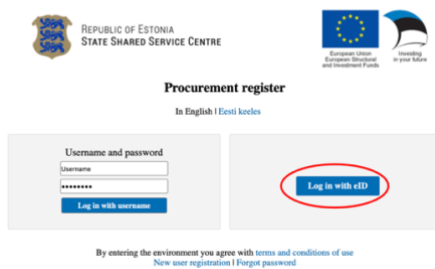 REPUBLIC OF ESTONIA
STATE SHARED SERVICE CENTRE
European Union
European Structural
and Investment Funds
Investing
in your future
Procurement register
In English | Eesti keeles
Username and password
Username
Log in with username
Log in with eID
By entering the environment you agree with terms and conditions of use
New user registration | Forgot password